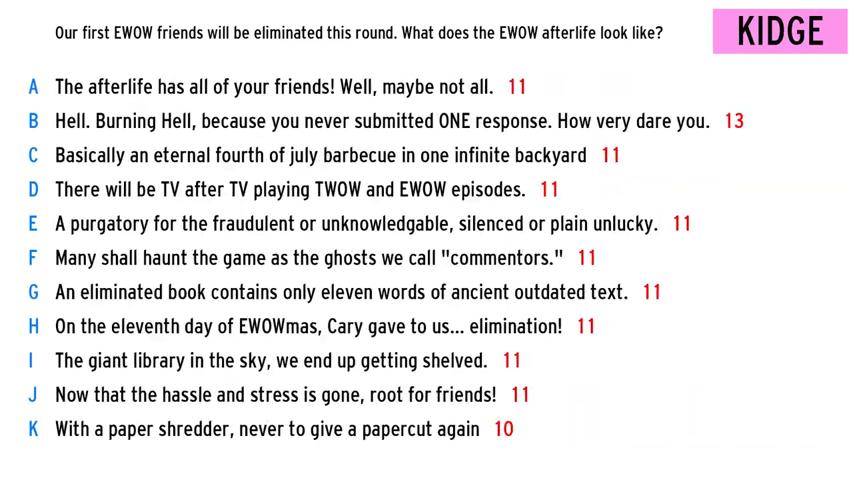 Our first EWOW friends will be eliminated this round. What does the EWOW afterlife look like?
KIDGE
A The afterlife has all of your friends! Well, maybe not all. 11
B Hell. Burning Hell, because you never submitted ONE response. How very dare you. 13
C Basically an eternal fourth of july barbecue in one infinite backyard 11
D There will be TV after TV playing TWOW and EWOW episodes. 11
E A purgatory for the fraudulent or unknowledgable, silenced or plain unlucky. 11
F Many shall haunt the game as the ghosts we call "commentors." 11
G An eliminated book contains only eleven words of ancient outdated text. 11
H On the eleventh day of EWOWmas, Cary gave to us... elimination! 11
I The giant library in the sky, we end up getting shelved. 11
J Now that the hassle and stress is gone, root for friends! 11
K With a paper shredder, never to give a papercut again 10